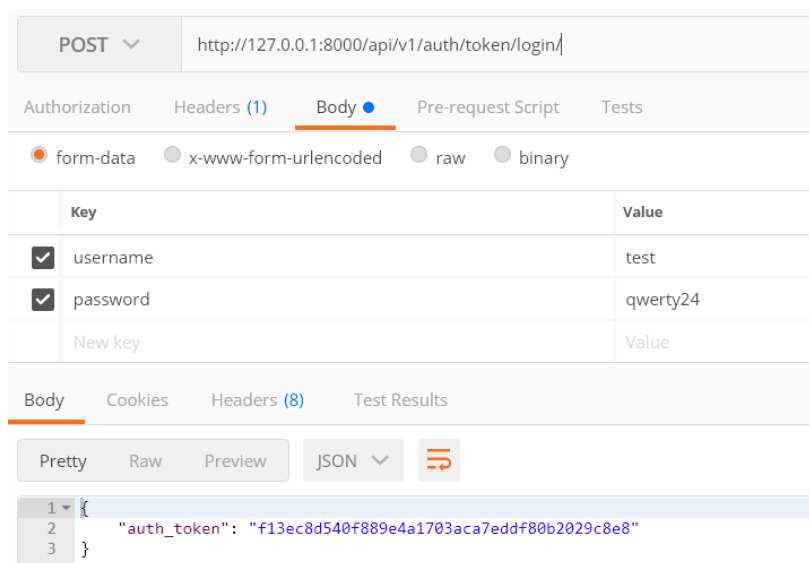 POST http://127.0.0.1:8000/api/v1/auth/token/login/
Authorization Headers (1) Body Pre-request Script Tests
form-data x-www-form-urlencoded raw binary
Key Value
username test
password qwerty24
New key Value
Body Cookies Headers (8) Test Results
Pretty Raw Preview JSON
1 {
2 "auth_token": "f13ec8d540f889e4a1703aca7eddf80b2029c8e8"
3 }